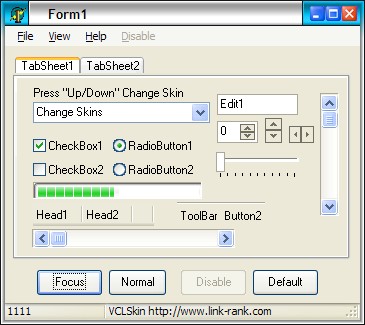 Form1
File View Help Disable
TabSheet1 TabSheet2
Press "Up/Down" Change Skin
Change Skins
Edit1
0
CheckBox1 RadioButton1
CheckBox2 RadioButton2
Head1 Head2
ToolBar Button2
Focus Normal Disable Default
1111 VCLSkin http://www.link-rank.com